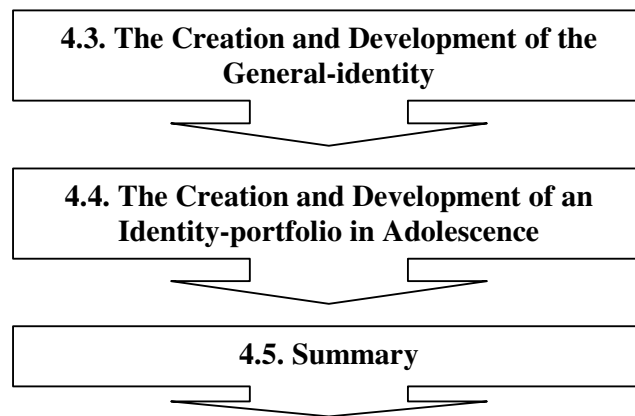 4.3. The Creation and Development of the
General-identity
4.4. The Creation and Development of an
Identity-portfolio in Adolescence
4.5. Summary